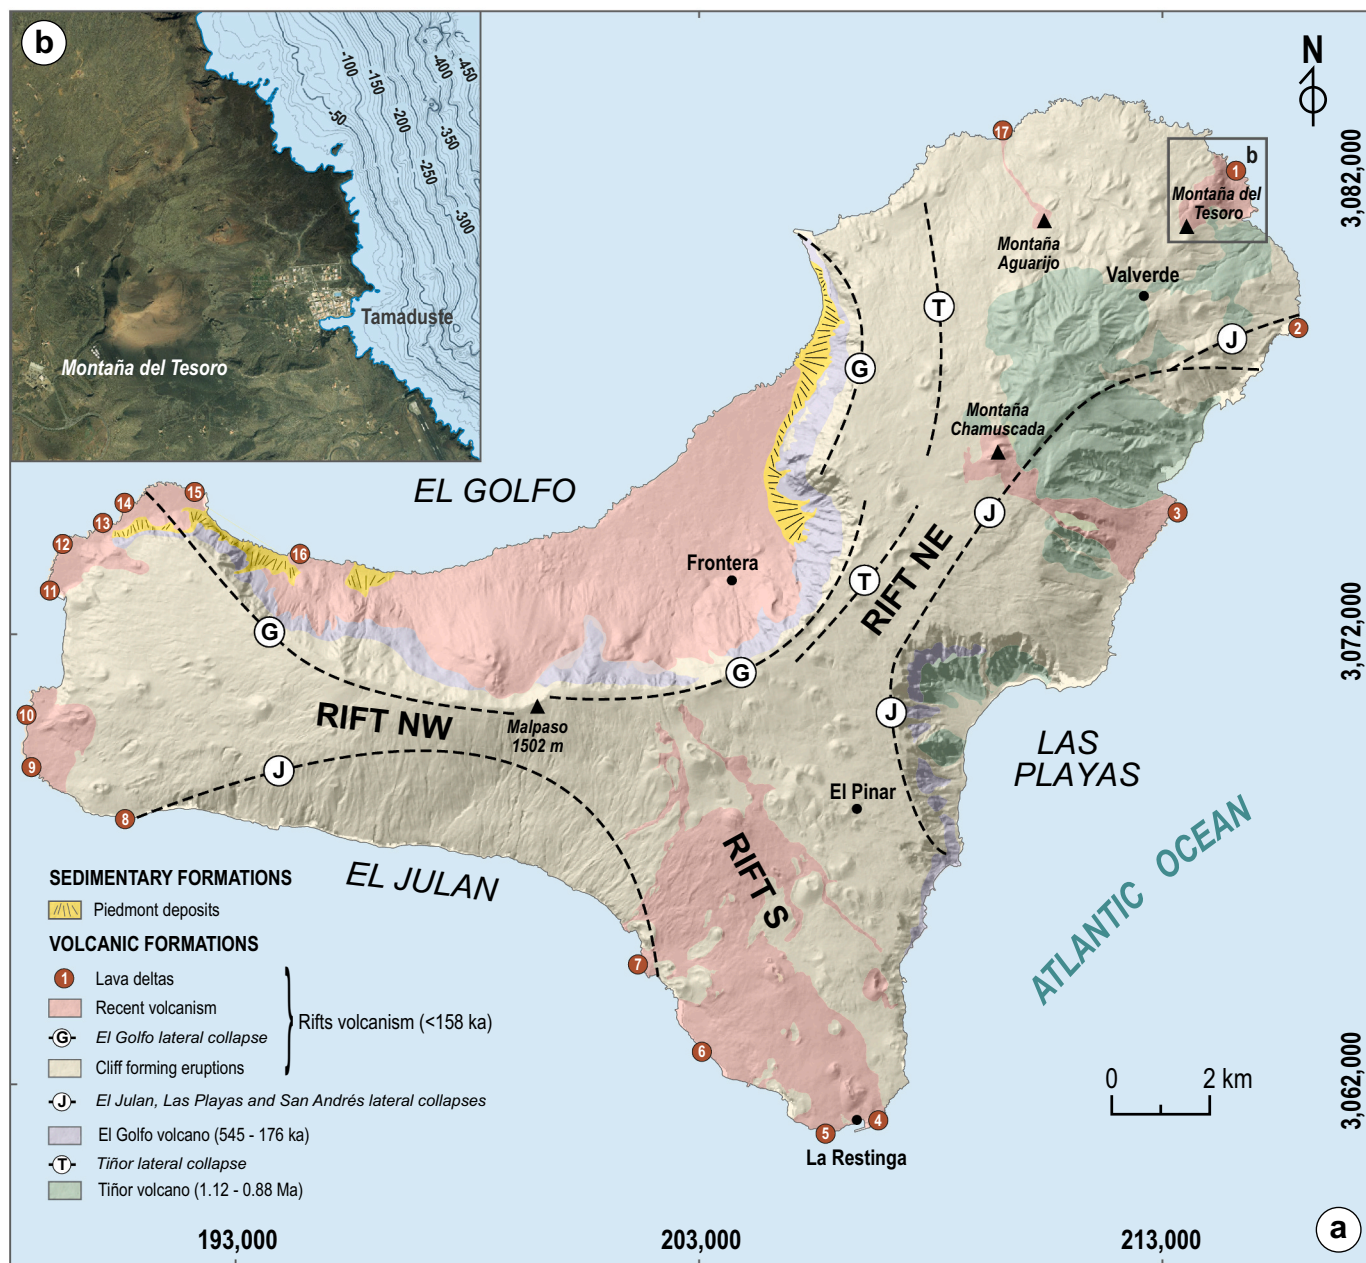 b
-100
-150
-200
-400
-450
-50
-350
-250
-300
Tamaduste
Montaña del Tesoro
N
17
b
1
Montaña del
Tesoro
Montaña
Aguarijo
Valverde
T
J
2
G
Montaña
Chamuscada
EL GOLFO
J
3
14
15
13
12
16
11
Frontera
T
RIFT NE
G
G
J
10
RIFT NW
Malpaso
1502 m
LAS
PLAYAS
9
J
El Pinar
8
RIFT S
EL JULAN
ATLANTIC OCEAN
7
6
5
4
La Restinga
0
2 km
SEDIMENTARY FORMATIONS
Piedmont deposits
VOLCANIC FORMATIONS
1
Lava deltas
Recent volcanism
Rifts volcanism (<158 ka)
G
El Golfo lateral collapse
Cliff forming eruptions
J
El Julan, Las Playas and San Andrés lateral collapses
El Golfo volcano (545 - 176 ka)
T
Tiñor lateral collapse
Tiñor volcano (1.12 - 0.88 Ma)
3,082,000
3,072,000
3,062,000
193,000
203,000
213,000
a